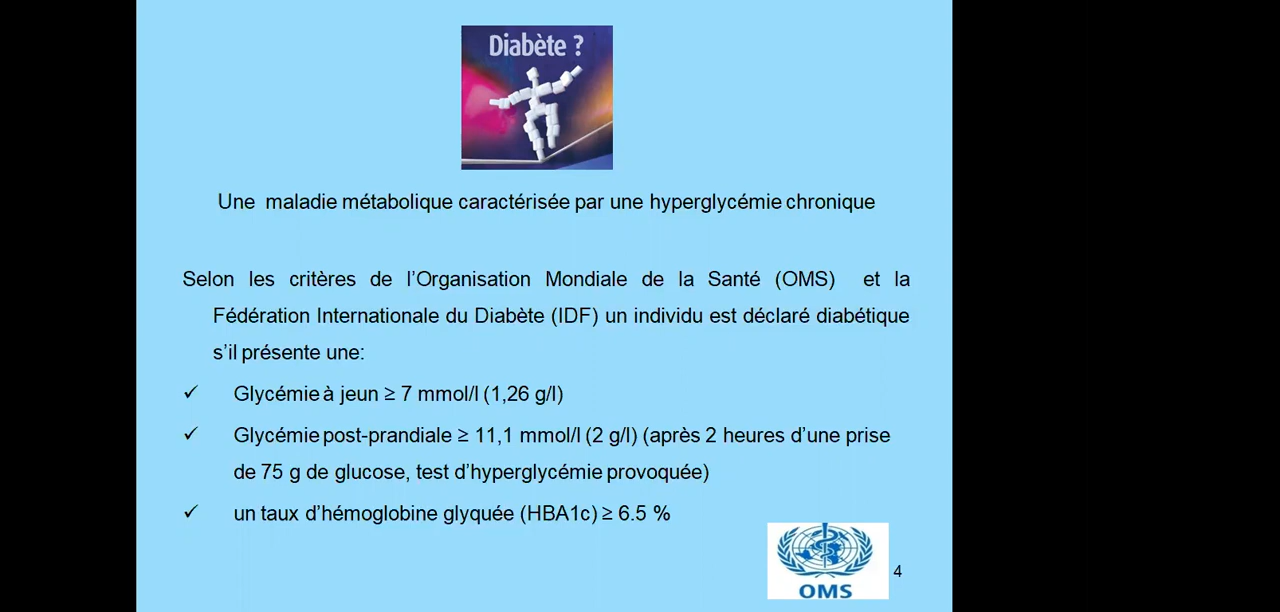 Diabète ?
Une maladie métabolique caractérisée par une hyperglycémie chronique
Selon les critères de l’Organisation Mondiale de la Santé (OMS) et la
Fédération Internationale du Diabète (IDF) un individu est déclaré diabétique
s’il présente une:
✓ Glycémie à jeun ≥ 7 mmol/l (1,26 g/l)
✓ Glycémie post-prandiale ≥ 11,1 mmol/l (2 g/l) (après 2 heures d’une prise
de 75 g de glucose, test d’hyperglycémie provoquée)
✓ un taux d’hémoglobine glyquée (HBA1c) ≥ 6.5 %
OMS
4